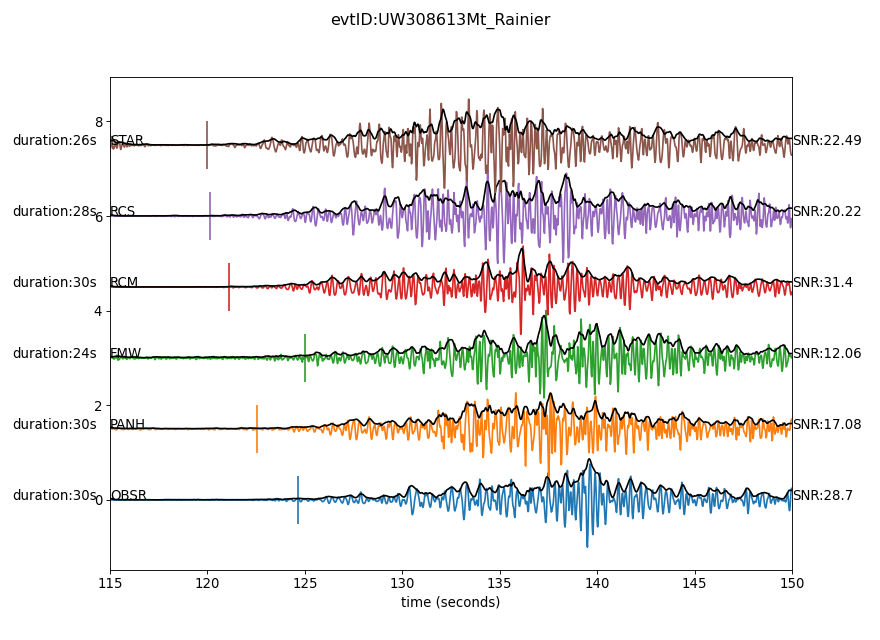 evtID:UW308613Mt_Rainier
8
duration:26s STAR SNR:22.49
duration:28s RCS SNR:20.22
6
duration:30s RCM SNR:31.4
4
duration:24s FMW SNR:12.06
2
duration:30s PANH SNR:17.08
duration:30s OBSR SNR:28.7
0
115 120 125 130 135 140 145 150
time (seconds)